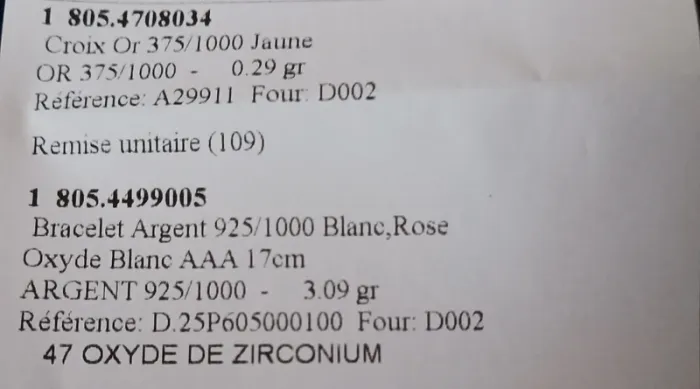 1 805.4708034
Croix Or 375/1000 Jaune
OR 375/1000 - 0.29 gr
Référence: A29911 Four: D002
Remise unitaire (109)
1 805.4499005
Bracelet Argent 925/1000 Blanc,Rose
Oxyde Blanc AAA 17cm
ARGENT 925/1000 - 3.09 gr
Référence: D.25P605000100 Four: D002
47 OXYDE DE ZIRCONIUM